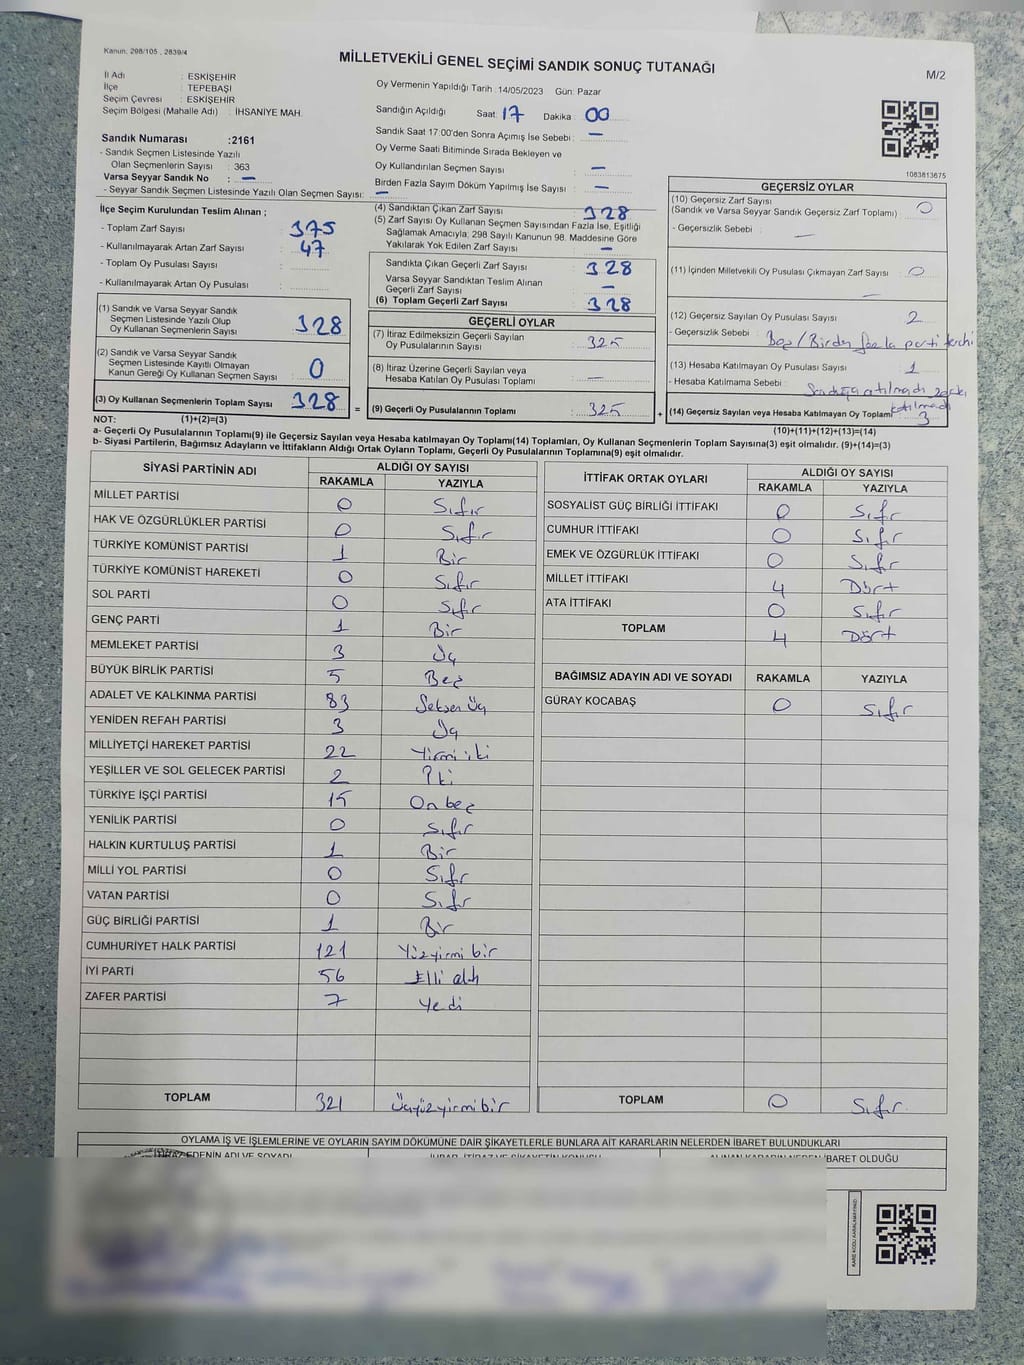 Kanun. 298/105 , 2839/4
MİLLETVEKİLİ GENEL SEÇİMİ SANDIK SONUÇ TUTANAĞI
M/2
İl Adı : ESKİŞEHİR
İlçe : TEPEBAŞI
Seçim Çevresi : ESKİŞEHİR
Seçim Bölgesi (Mahalle Adı) : İHSANİYE MAH.
Sandık Numarası :2161
- Sandık Seçmen Listesinde Yazılı
Olan Seçmenlerin Sayısı : 363
Varsa Seyyar Sandık No : —
- Seyyar Sandık Seçmen Listesinde Yazılı Olan Seçmen Sayısı: —
Oy Vermenin Yapıldığı Tarih :14/05/2023 Gün: Pazar
Sandığın Açıldığı Saat: 17 Dakika : 00
Sandık Saat 17:00'den Sonra Açımış İse Sebebi : —
Oy Verme Saati Bitiminde Sırada Bekleyen ve
Oy Kullandırılan Seçmen Sayısı : —
Birden Fazla Sayım Döküm Yapılmış İse Sayısı : —
1083813675
İlçe Seçim Kurulundan Teslim Alınan ;
- Toplam Zarf Sayısı : 375
- Kullanılmayarak Artan Zarf Sayısı : 47
- Toplam Oy Pusulası Sayısı :
- Kullanılmayarak Artan Oy Pusulası :
(1) Sandık ve Varsa Seyyar Sandık
Seçmen Listesinde Yazılı Olup
Oy Kullanan Seçmenlerin Sayısı : 328
(2) Sandık ve Varsa Seyyar Sandık
Seçmen Listesinde Kayıtlı Olmayan
Kanun Gereği Oy Kullanan Seçmen Sayısı : 0
(3) Oy Kullanan Seçmenlerin Toplam Sayısı : 328
(4) Sandıktan Çıkan Zarf Sayısı : 328
(5) Zarf Sayısı Oy Kullanan Seçmen Sayısından Fazla İse, Eşitliği
Sağlamak Amacıyla; 298 Sayılı Kanunun 98. Maddesine Göre
Yakılarak Yok Edilen Zarf Sayısı : —
Sandıkta Çıkan Geçerli Zarf Sayısı : 328
Varsa Seyyar Sandıktan Teslim Alınan
Geçerli Zarf Sayısı : —
(6) Toplam Geçerli Zarf Sayısı : 328
GEÇERLİ OYLAR
(7) İtiraz Edilmeksizin Geçerli Sayılan
Oy Pusulalarının Sayısı : 325
(8) İtiraz Üzerine Geçerli Sayılan veya
Hesaba Katılan Oy Pusulası Toplamı : —
= (9) Geçerli Oy Pusulalarının Toplamı : 325 +
GEÇERSİZ OYLAR
(10) Geçersiz Zarf Sayısı
(Sandık ve Varsa Seyyar Sandık Geçersiz Zarf Toplamı) : 0
- Geçersizlik Sebebi : —
(11) İçinden Milletvekili Oy Pusulası Çıkmayan Zarf Sayısı : 0
—
(12) Geçersiz Sayılan Oy Pusulası Sayısı : 2
- Geçersizlik Sebebi : Boş/Birden fazla parti tercihi
(13) Hesaba Katılmayan Oy Pusulası Sayısı : 1
- Hesaba Katılmama Sebebi : Sandığa atılmadı
katılmadı
(14) Geçersiz Sayılan veya Hesaba Katılmayan Oy Toplamı : 3
NOT: (1)+(2)=(3)
(10)+(11)+(12)+(13)=(14)
a- Geçerli Oy Pusulalarının Toplamı(9) ile Geçersiz Sayılan veya Hesaba katılmayan Oy Toplamı(14) Toplamları, Oy Kullanan Seçmenlerin Toplam Sayısına(3) eşit olmalıdır. (9)+(14)=(3)
b- Siyasi Partilerin, Bağımsız Adayların ve İttifakların Aldığı Ortak Oyların Toplamı, Geçerli Oy Pusulalarının Toplamına(9) eşit olmalıdır.
SİYASİ PARTİNİN ADI ALDIĞI OY SAYISI
RAKAMLA YAZIYLA
MİLLET PARTİSİ 0 Sıfır
HAK VE ÖZGÜRLÜKLER PARTİSİ 0 Sıfır
TÜRKİYE KOMÜNİST PARTİSİ 1 Bir
TÜRKİYE KOMÜNİST HAREKETİ 0 Sıfır
SOL PARTİ 0 Sıfır
GENÇ PARTİ 1 Bir
MEMLEKET PARTİSİ 3 Üç
BÜYÜK BİRLİK PARTİSİ 5 Beş
ADALET VE KALKINMA PARTİSİ 83 Seksen Üç
YENİDEN REFAH PARTİSİ 3 Üç
MİLLİYETÇİ HAREKET PARTİSİ 22 Yirmi iki
YEŞİLLER VE SOL GELECEK PARTİSİ 2 İki
TÜRKİYE İŞÇİ PARTİSİ 15 On beş
YENİLİK PARTİSİ 0 Sıfır
HALKIN KURTULUŞ PARTİSİ 1 Bir
MİLLİ YOL PARTİSİ 0 Sıfır
VATAN PARTİSİ 0 Sıfır
GÜÇ BİRLİĞİ PARTİSİ 1 Bir
CUMHURİYET HALK PARTİSİ 121 Yüzyirmi bir
İYİ PARTİ 56 Elli altı
ZAFER PARTİSİ 7 Yedi
TOPLAM 321 Üçyüzyirmibir
İTTİFAK ORTAK OYLARI ALDIĞI OY SAYISI
RAKAMLA YAZIYLA
SOSYALİST GÜÇ BİRLİĞİ İTTİFAKI 0 Sıfır
CUMHUR İTTİFAKI 0 Sıfır
EMEK VE ÖZGÜRLÜK İTTİFAKI 0 Sıfır
MİLLET İTTİFAKI 4 Dört
ATA İTTİFAKI 0 Sıfır
TOPLAM 4 Dört
BAĞIMSIZ ADAYIN ADI VE SOYADI RAKAMLA YAZIYLA
GÜRAY KOCABAŞ 0 Sıfır
TOPLAM 0 Sıfır
OYLAMA İŞ VE İŞLEMLERİNE VE OYLARIN SAYIM DÖKÜMÜNE DAİR ŞİKAYETLERLE BUNLARA AİT KARARLARIN NELERDEN İBARET BULUNDUKLARI
İTİRAZ EDENİN ADI VE SOYADI
İBARET OLDUĞU